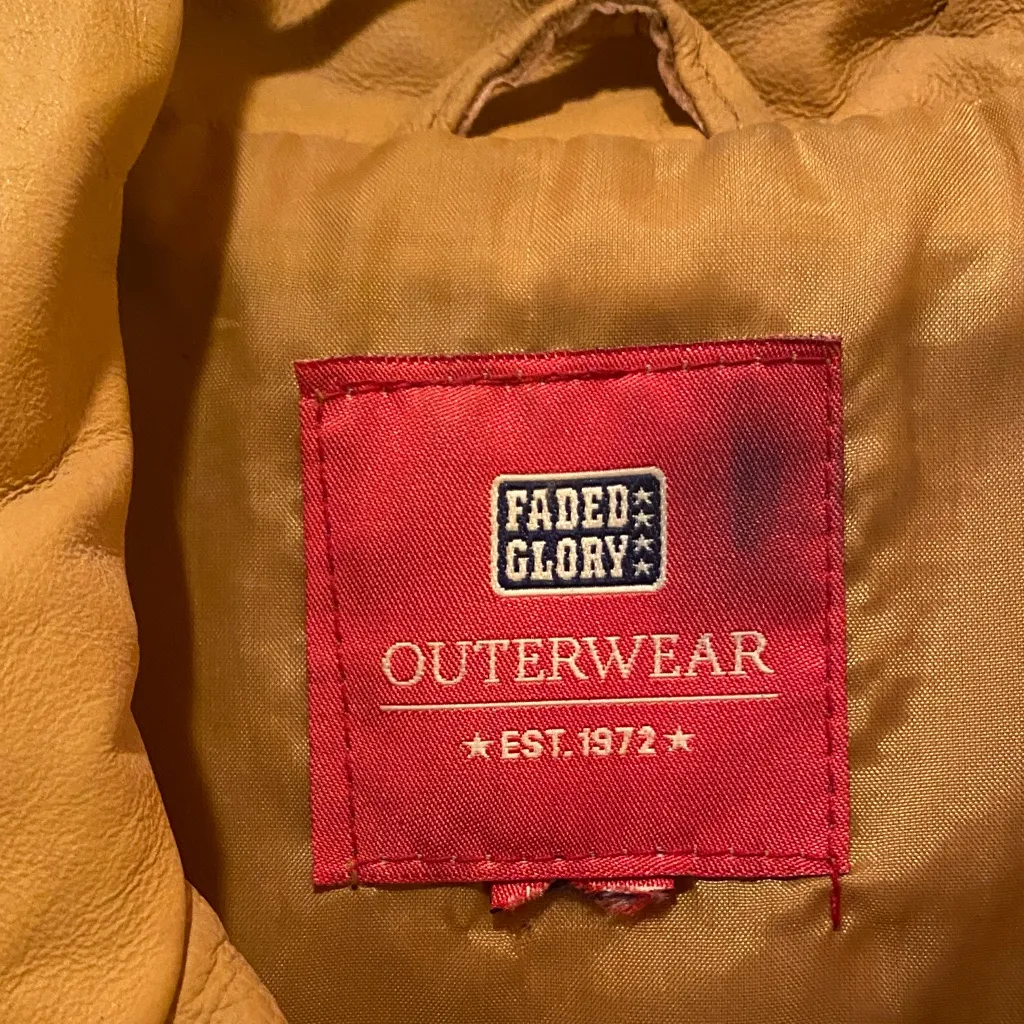 FADED
GLORY
OUTERWEAR
★ EST. 1972 ★